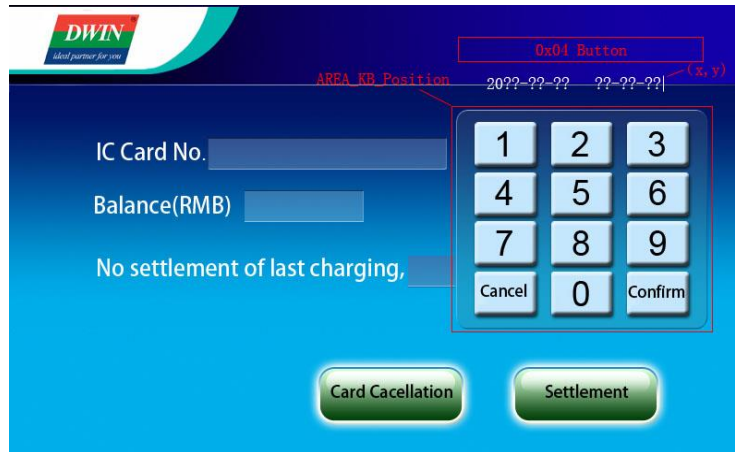 DWIN
ideal partner for you
0x04 Button
AREA_KB_Position
20??-??-?? ??-??-??
(x,y)
IC Card No.
1 2 3
Balance(RMB)
4 5 6
7 8 9
No settlement of last charging,
Cancel 0 Confirm
Card Cacellation
Settlement